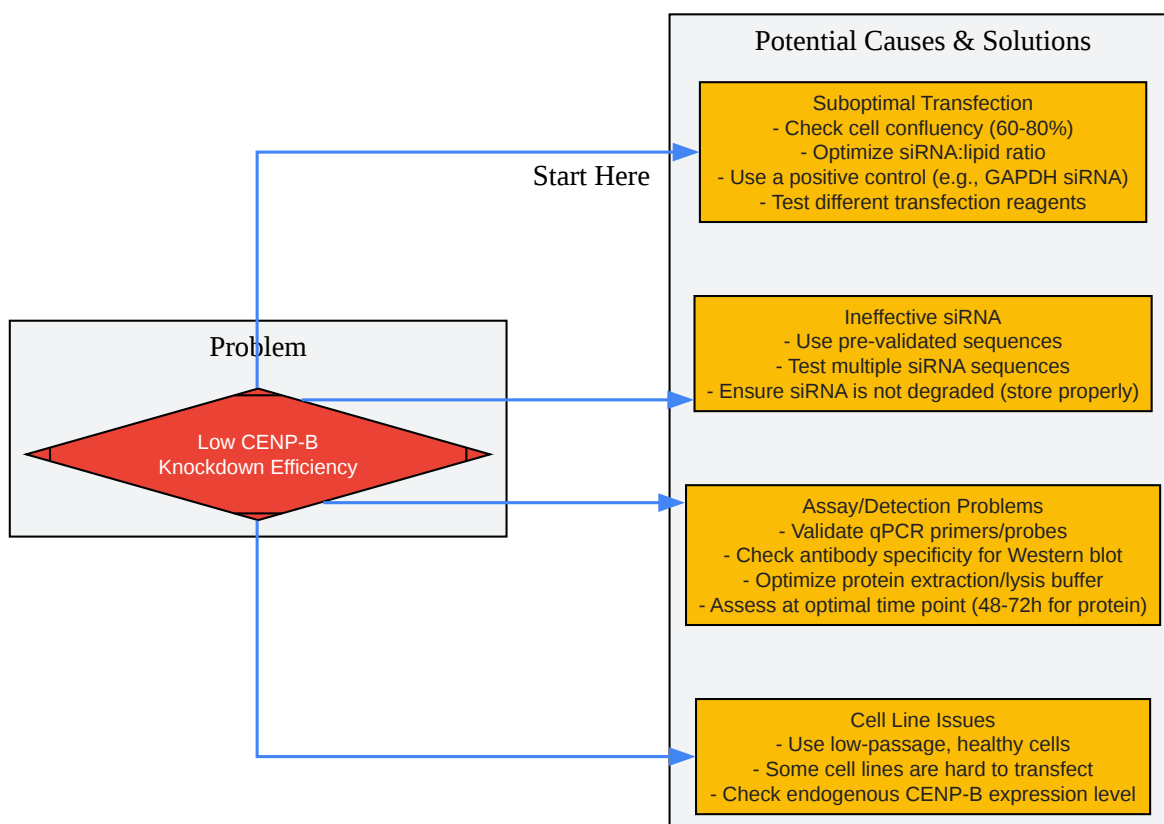 Potential Causes & Solutions
Suboptimal Transfection
- Check cell confluency (60-80%)
- Optimize siRNA:lipid ratio
- Use a positive control (e.g., GAPDH siRNA)
- Test different transfection reagents
Start Here
Ineffective siRNA
- Use pre-validated sequences
- Test multiple siRNA sequences
- Ensure siRNA is not degraded (store properly)
Problem
Low CENP-B
Knockdown Efficiency
Assay/Detection Problems
- Validate qPCR primers/probes
- Check antibody specificity for Western blot
- Optimize protein extraction/lysis buffer
- Assess at optimal time point (48-72h for protein)
Cell Line Issues
- Use low-passage, healthy cells
- Some cell lines are hard to transfect
- Check endogenous CENP-B expression level